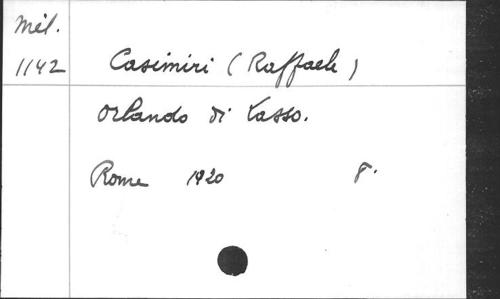 Mél.
1142 Casimiri (Raffaele)
Orlando di Lasso.
Rome 1920 8°.